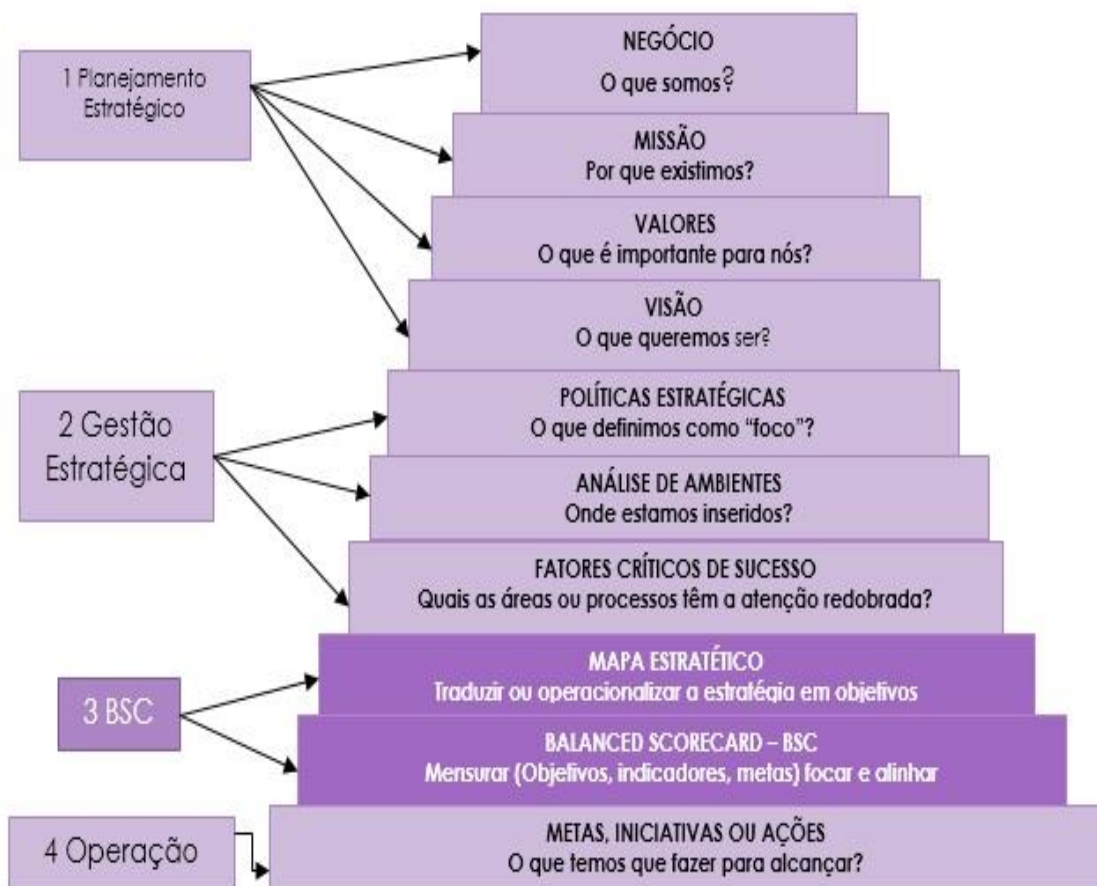 1 Planejamento
Estratégico
NEGÓCIO
O que somos?
MISSÃO
Por que existimos?
VALORES
O que é importante para nós?
VISÃO
O que queremos ser?
2 Gestão
Estratégica
POLÍTICAS ESTRATÉGICAS
O que definimos como “foco”?
ANÁLISE DE AMBIENTES
Onde estamos inseridos?
FATORES CRÍTICOS DE SUCESSO
Quais as áreas ou processos têm a atenção redobrada?
3 BSC
MAPA ESTRATÉTICO
Traduzir ou operacionalizar a estratégia em objetivos
BALANCED SCORECARD – BSC
Mensurar (Objetivos, indicadores, metas) focar e alinhar
4 Operação
METAS, INICIATIVAS OU AÇÕES
O que temos que fazer para alcançar?